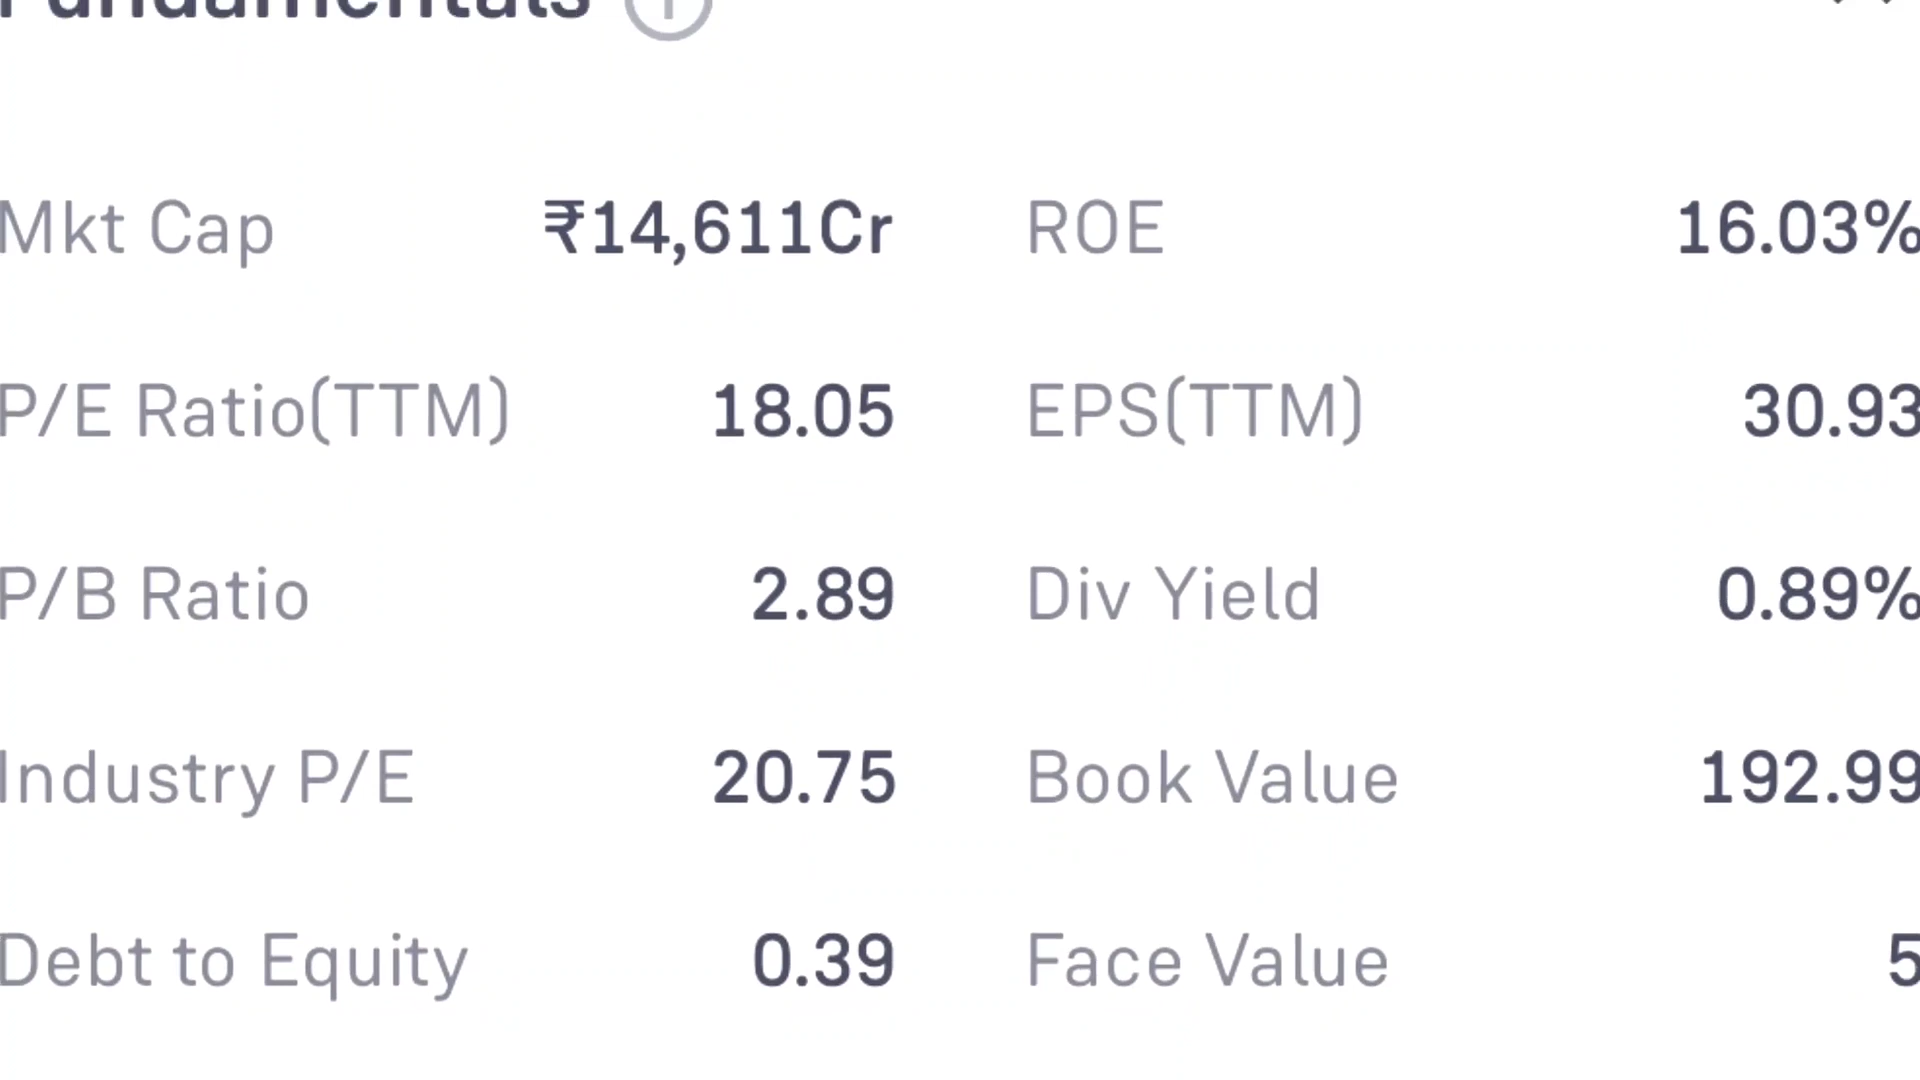 Fundamentals
Mkt Cap ₹14,611Cr ROE 16.03%
P/E Ratio(TTM) 18.05 EPS(TTM) 30.93
P/B Ratio 2.89 Div Yield 0.89%
Industry P/E 20.75 Book Value 192.99
Debt to Equity 0.39 Face Value 5